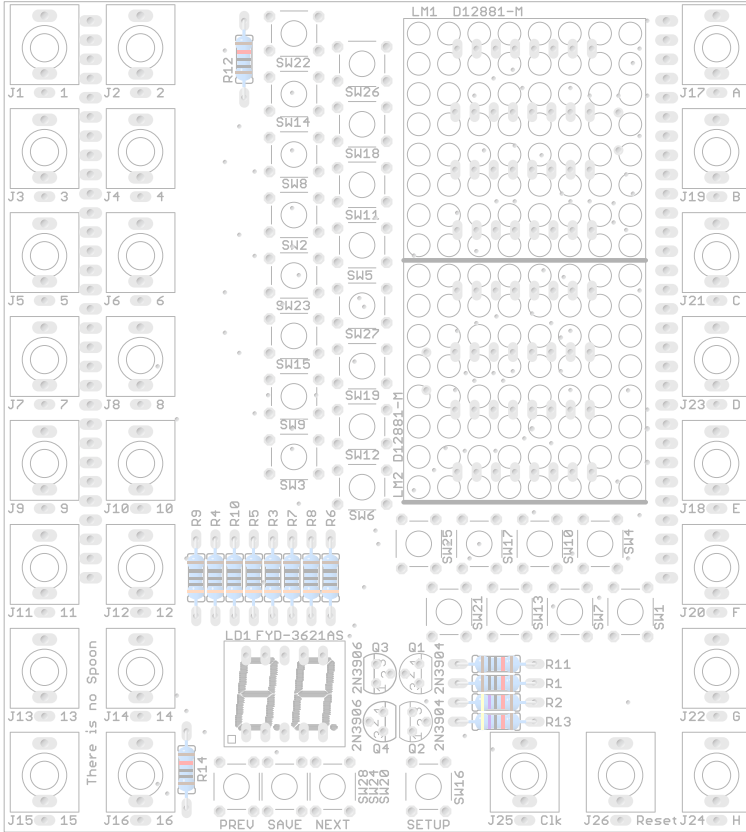 LM1 D12881-M
R12
SW22
SW26
J1 1 J2 2
J17 A
SW14
SW18
SW8
J3 3 J4 4
J19 B
SW11
SW2
SW5
J5 5 J6 6
J21 C
SW23
SW27
SW15
SW19
J7 7 J8 8
J23 D
LM2 D12881-M
SW9
SW12
SW3
SW6
J9 9 J10 10
J18 E
R9 R4 R10 R5 R3 R7 R8 R6
SW25 SW17 SW10 SW4
J11 11 J12 12
J20 F
SW21 SW13 SW7 SW1
LD1 FYD-3621AS
Q3 Q1
2N3906 2N3904
1 2 3
R11
R1
R2
R13
2N3906 2N3904
Q4 Q2
There is no Spoon
J13 13 J14 14
J22 G
R14
SW28
SW24
SW20
SW16
J15 15 J16 16
PREV SAVE NEXT SETUP
J25 Clk J26 Reset
J24 H